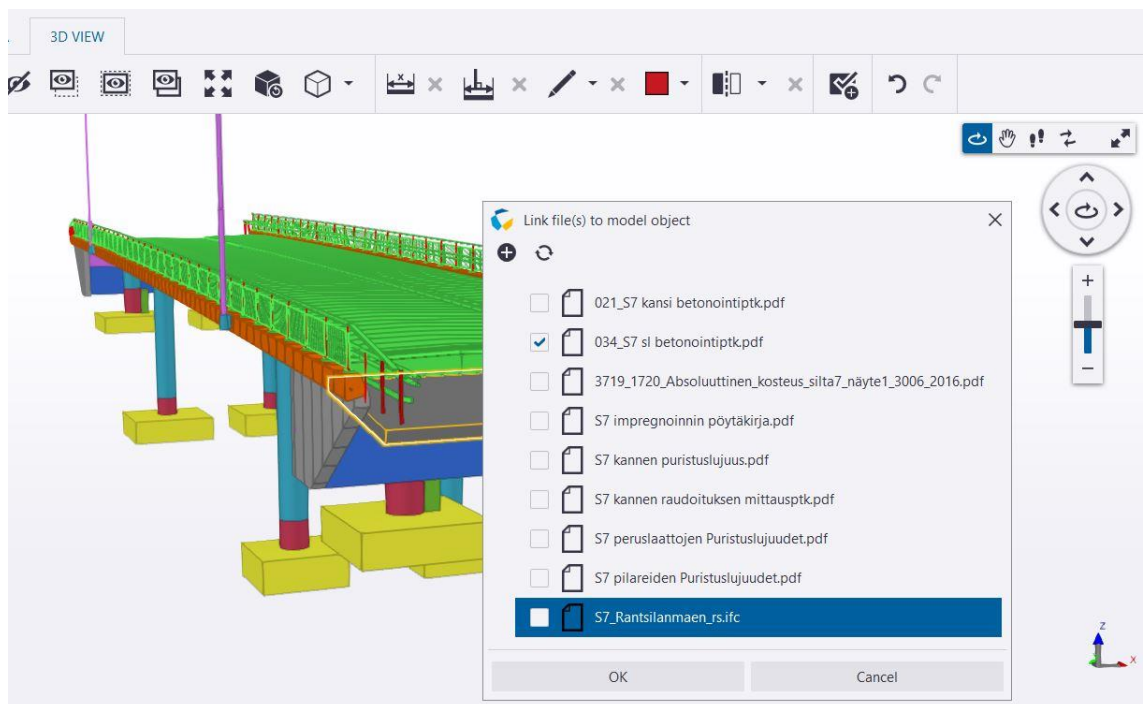 3D VIEW
Link file(s) to model object
021_S7 kansi betonointiptk.pdf
034_S7 sl betonointiptk.pdf
3719_1720_Absoluuttinen_kosteus_silta7_näyte1_3006_2016.pdf
S7 impregnoinnin pöytäkirja.pdf
S7 kannen puristuslujuus.pdf
S7 kannen raudoituksen mittausptk.pdf
S7 peruslaattojen Puristuslujuudet.pdf
S7 pilareiden Puristuslujuudet.pdf
S7_Rantsilanmaen_rs.ifc
OK Cancel
z
x